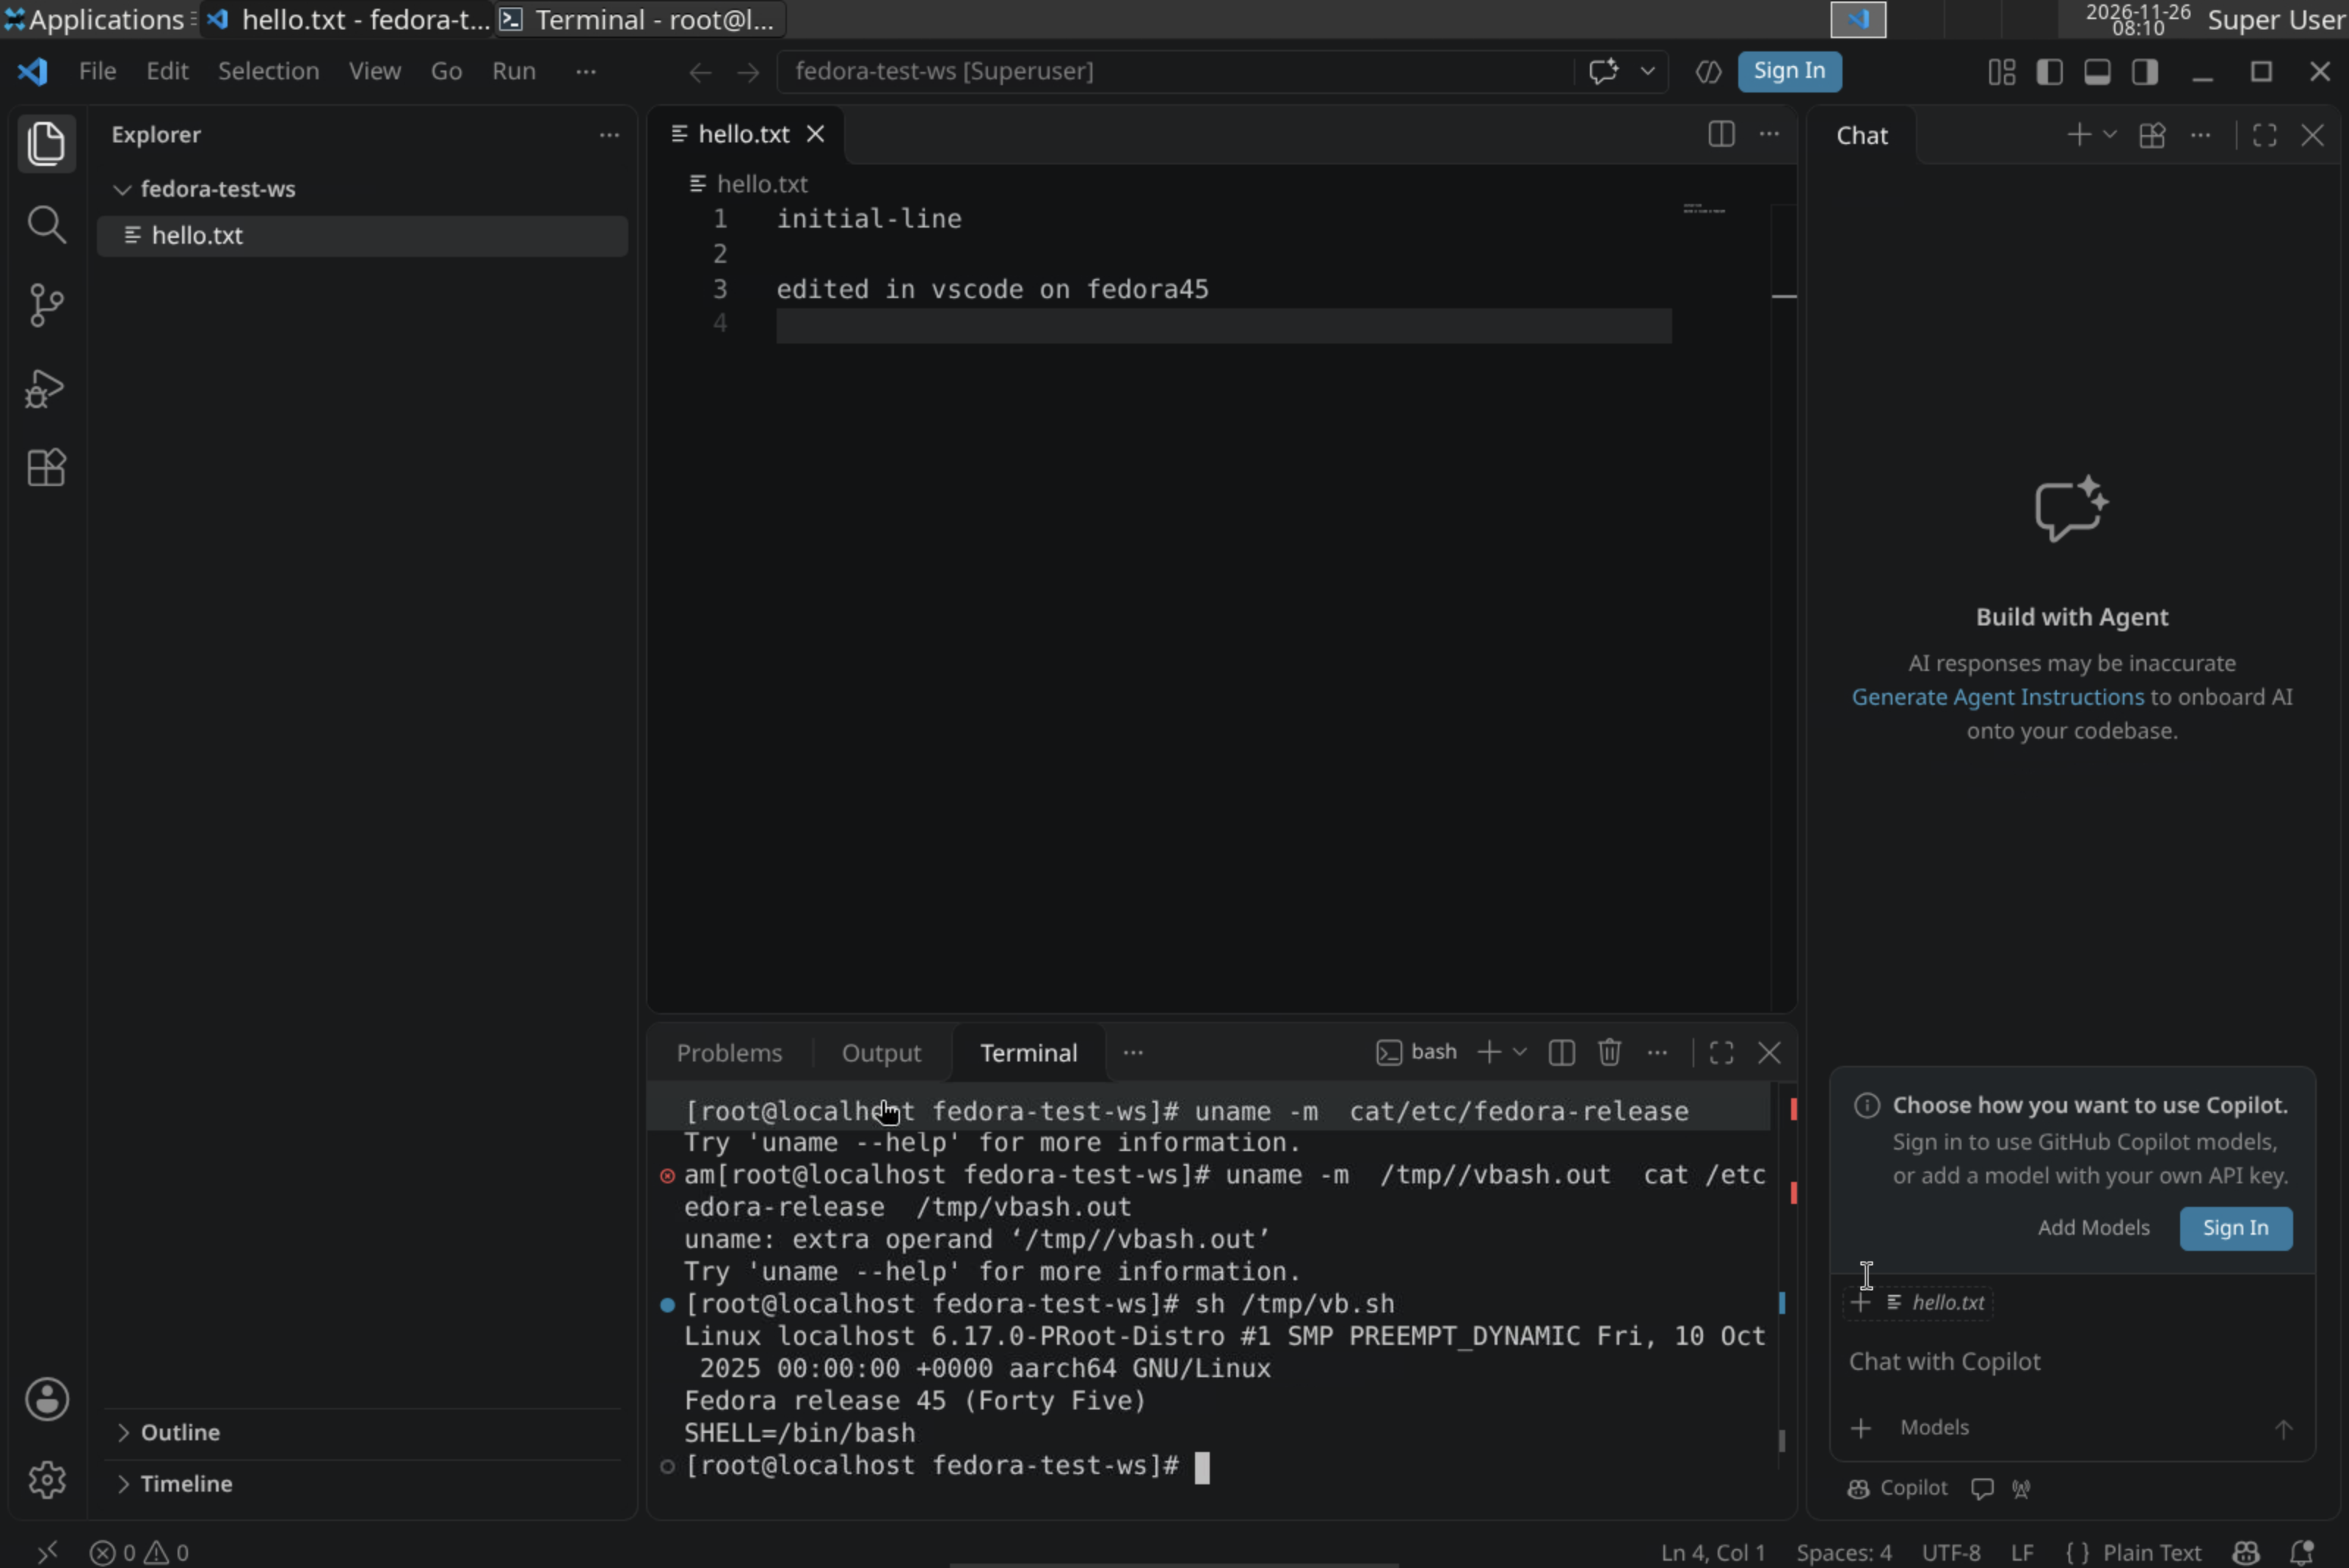 Applications
hello.txt - fedora-t...
Terminal - root@l...
2026-11-26
08:10
Super User
File Edit Selection View Go Run ...
fedora-test-ws [Superuser]
Sign In
Explorer
fedora-test-ws
hello.txt
Outline
Timeline
hello.txt
hello.txt
1 initial-line
2
3 edited in vscode on fedora45
4
Problems Output Terminal ...
bash
[root@localhost fedora-test-ws]# uname -m  cat/etc/fedora-release
Try 'uname --help' for more information.
am[root@localhost fedora-test-ws]# uname -m  /tmp//vbash.out  cat /etc
edora-release  /tmp/vbash.out
uname: extra operand ‘/tmp//vbash.out’
Try 'uname --help' for more information.
[root@localhost fedora-test-ws]# sh /tmp/vb.sh
Linux localhost 6.17.0-PRoot-Distro #1 SMP PREEMPT_DYNAMIC Fri, 10 Oct
 2025 00:00:00 +0000 aarch64 GNU/Linux
Fedora release 45 (Forty Five)
SHELL=/bin/bash
[root@localhost fedora-test-ws]#
Chat
Build with Agent
AI responses may be inaccurate
Generate Agent Instructions to onboard AI
onto your codebase.
Choose how you want to use Copilot.
Sign in to use GitHub Copilot models,
or add a model with your own API key.
Add Models
Sign In
hello.txt
Chat with Copilot
Models
Copilot
0 0
Ln 4, Col 1
Spaces: 4
UTF-8
LF
{ } Plain Text